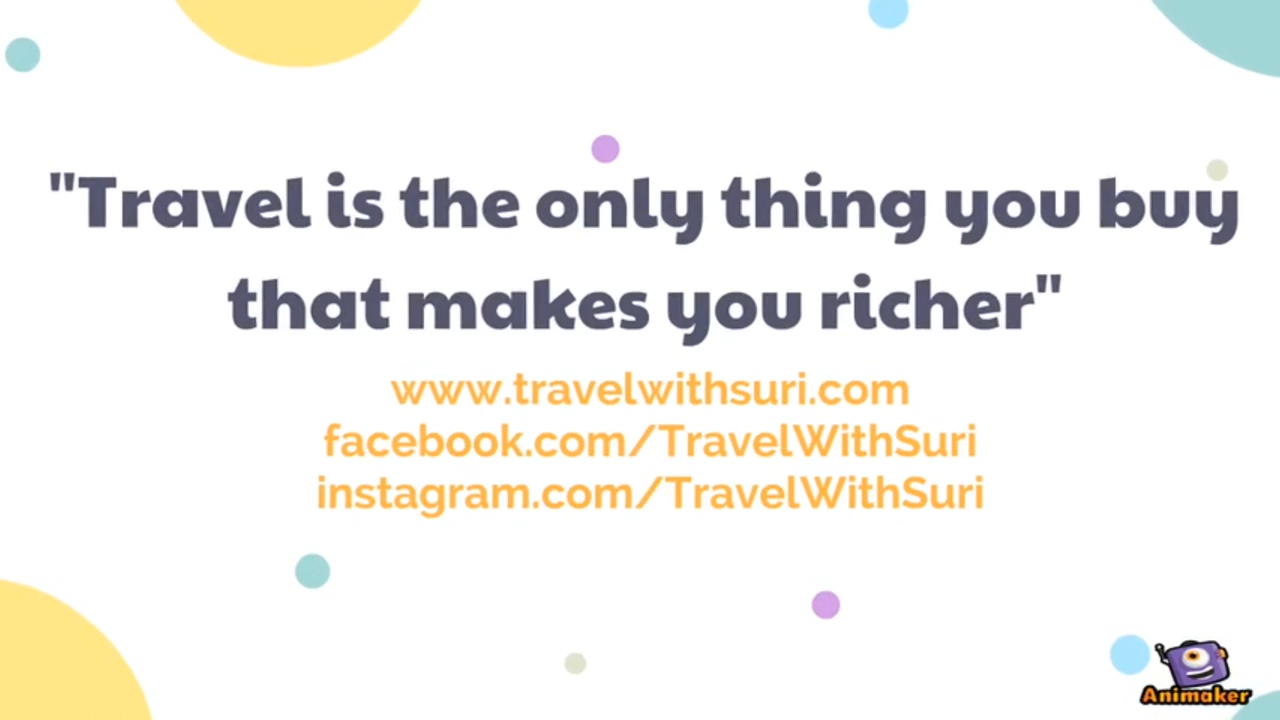 "Travel is the only thing you buy
that makes you richer"
www.travelwithsuri.com
facebook.com/TravelWithSuri
instagram.com/TravelWithSuri
Animaker